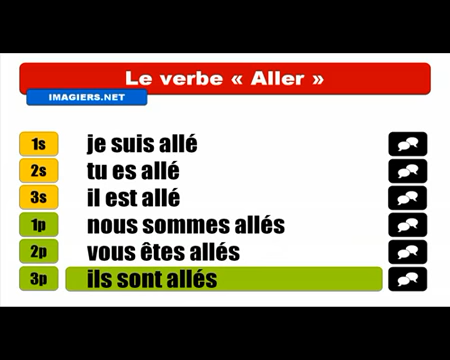 Le verbe « Aller »
IMAGIERS.NET
1s je suis allé
2s tu es allé
3s il est allé
1p nous sommes allés
2p vous êtes allés
3p ils sont allés